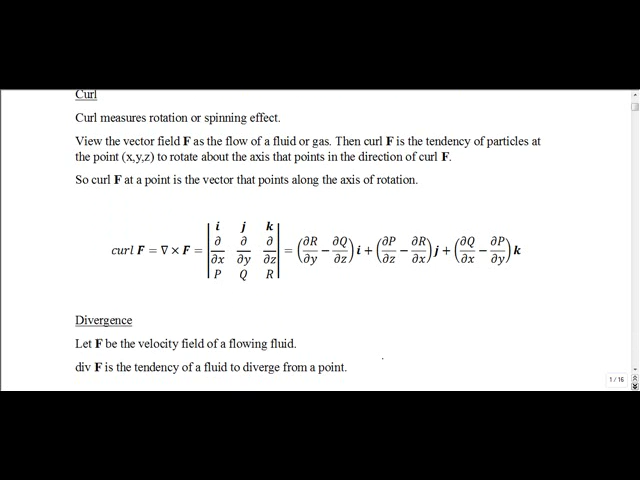 Curl
Curl measures rotation or spinning effect.
View the vector field F as the flow of a fluid or gas. Then curl F is the tendency of particles at
the point (x,y,z) to rotate about the axis that points in the direction of curl F.
So curl F at a point is the vector that points along the axis of rotation.
curl F = ∇ × F = | i j k ; ∂/∂x ∂/∂y ∂/∂z ; P Q R | = (∂R/∂y − ∂Q/∂z) i + (∂P/∂z − ∂R/∂x) j + (∂Q/∂x − ∂P/∂y) k
Divergence
Let F be the velocity field of a flowing fluid.
div F is the tendency of a fluid to diverge from a point.
1 / 16